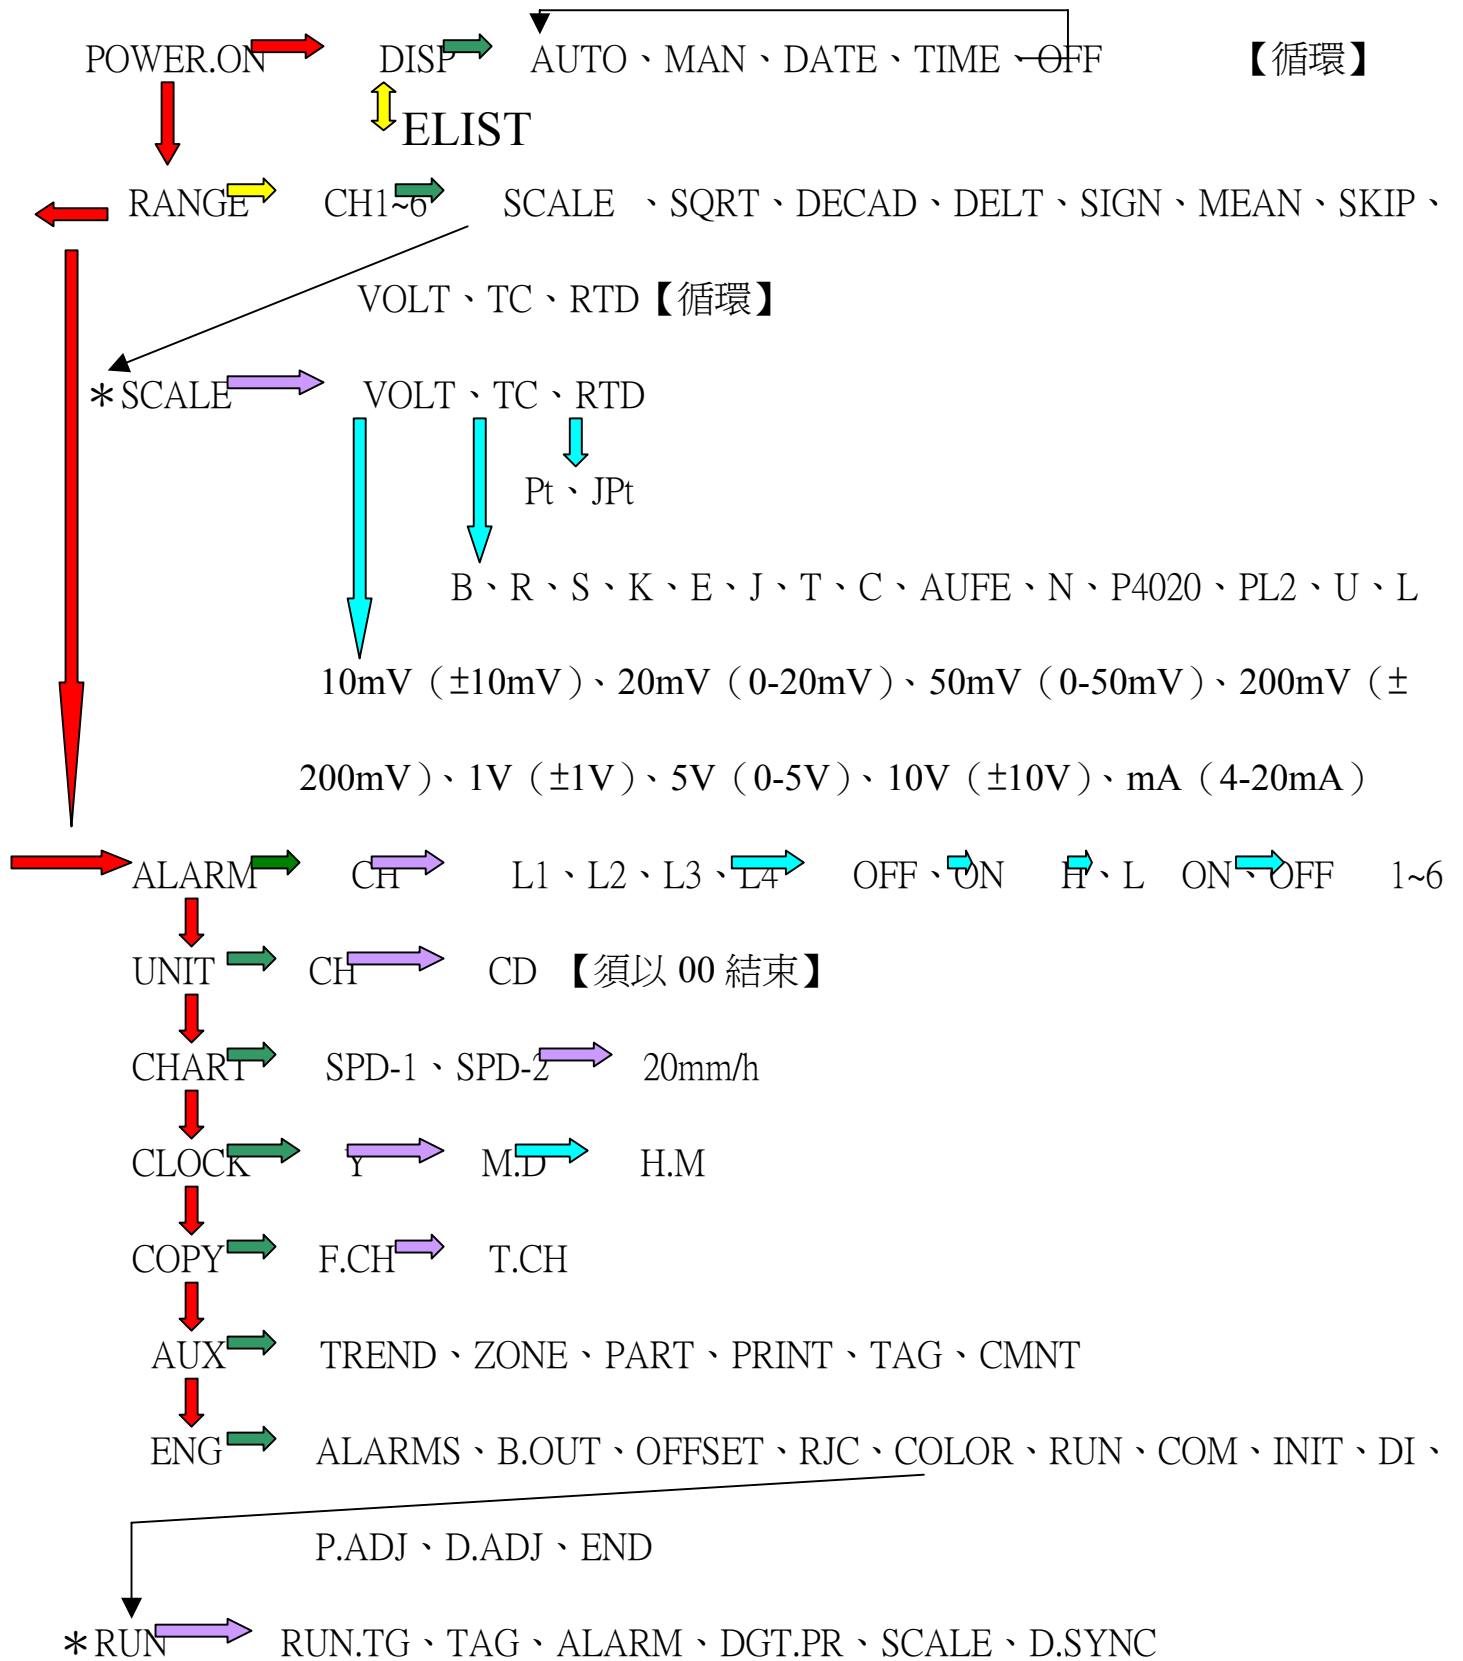 POWER.ON DISP AUTO、MAN、DATE、TIME、OFF 【循環】
ELIST
RANGE CH1~6 SCALE 、SQRT、DECAD、DELT、SIGN、MEAN、SKIP、
VOLT、TC、RTD【循環】
＊SCALE VOLT、TC、RTD
Pt、JPt
B、R、S、K、E、J、T、C、AUFE、N、P4020、PL2、U、L
10mV（±10mV）、20mV（0-20mV）、50mV（0-50mV）、200mV（±
200mV）、1V（±1V）、5V（0-5V）、10V（±10V）、mA（4-20mA）
ALARM CH L1、L2、L3、L4 OFF、ON H、L ON、OFF 1~6
UNIT CH CD 【須以 00 結束】
CHART SPD-1、SPD-2 20mm/h
CLOCK Y M.D H.M
COPY F.CH T.CH
AUX TREND、ZONE、PART、PRINT、TAG、CMNT
ENG ALARMS、B.OUT、OFFSET、RJC、COLOR、RUN、COM、INIT、DI、
P.ADJ、D.ADJ、END
＊RUN RUN.TG、TAG、ALARM、DGT.PR、SCALE、D.SYNC